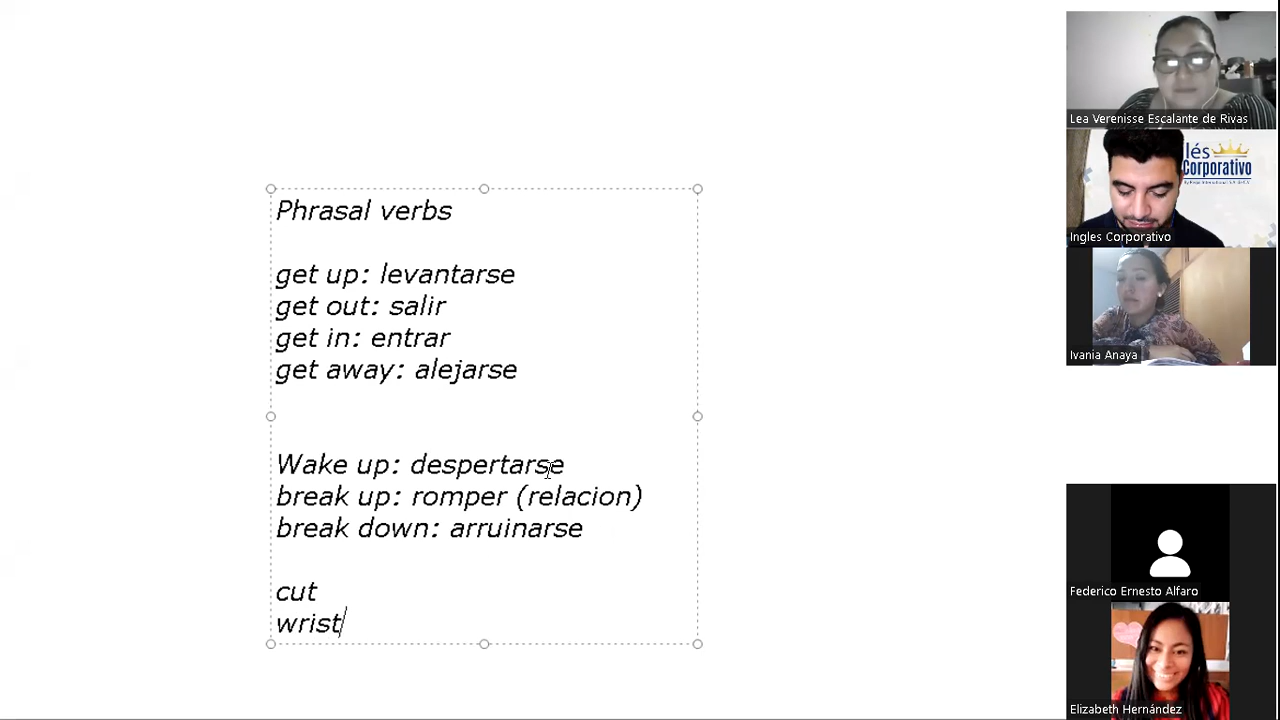 Phrasal verbs
get up: levantarse
get out: salir
get in: entrar
get away: alejarse
Wake up: despertarse
break up: romper (relacion)
break down: arruinarse
cut
wrist
Lea Verenisse Escalante de Rivas
lés
Corporativo
Ingles Corporativo
Ivania Anaya
Federico Ernesto Alfaro
Elizabeth Hernández